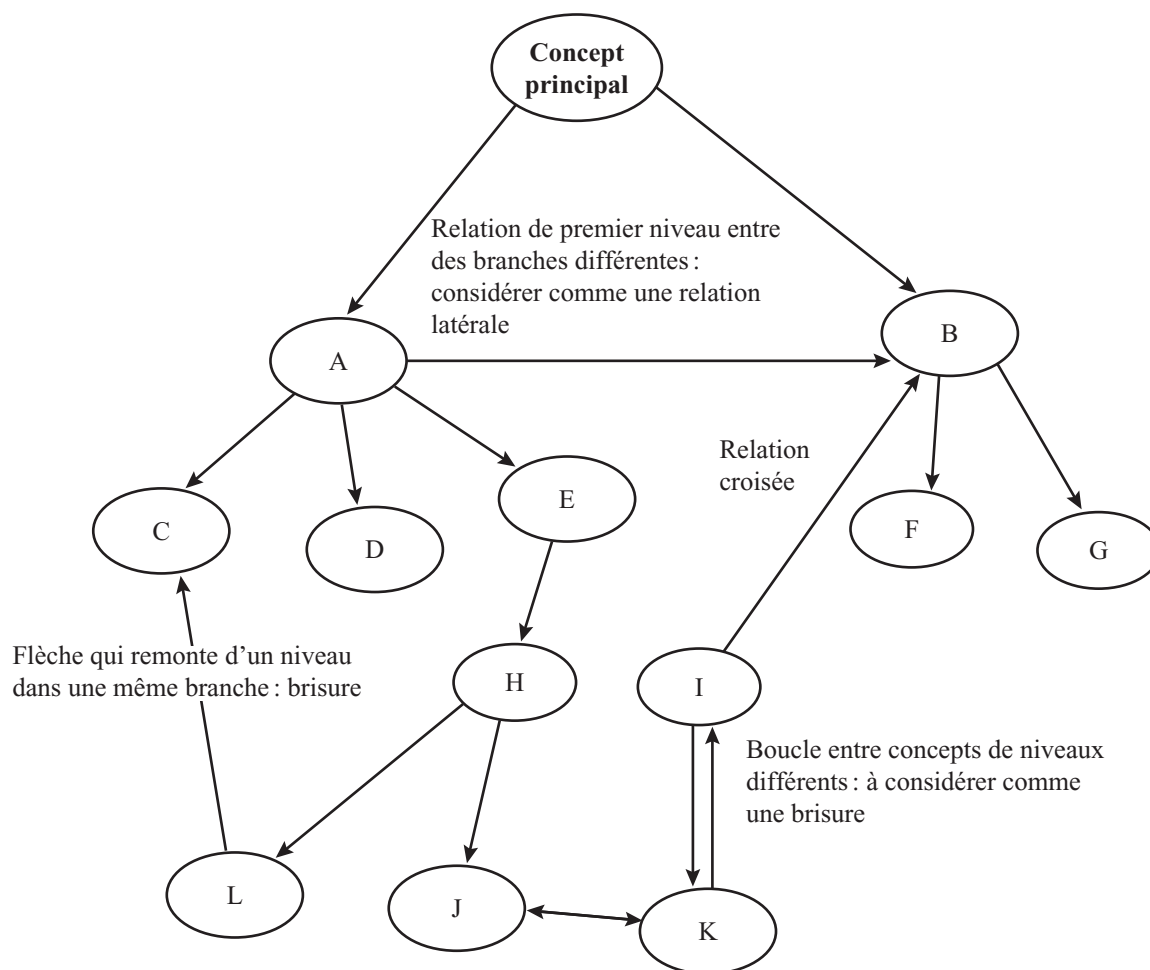 Concept
principal
Relation de premier niveau entre
des branches différentes :
considérer comme une relation
latérale
B
A
Relation
croisée
E
C
D
F
G
Flèche qui remonte d’un niveau
dans une même branche : brisure
H
I
Boucle entre concepts de niveaux
différents : à considérer comme
une brisure
L
J
K